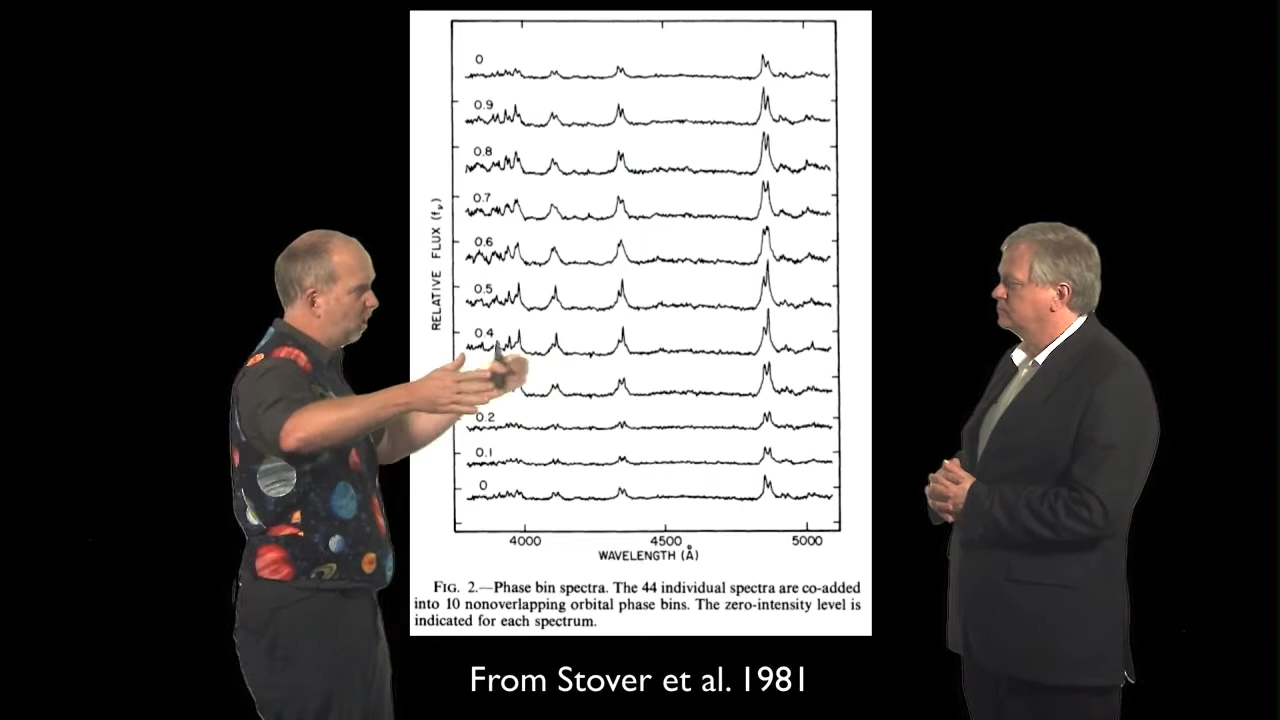 0
0.9
0.8
0.7
0.6
0.5
0.4
0.2
0.1
0
RELATIVE FLUX (fν)
4000 4500 5000
WAVELENGTH (Å)
FIG. 2.—Phase bin spectra. The 44 individual spectra are co-added
into 10 nonoverlapping orbital phase bins. The zero-intensity level is
indicated for each spectrum.
From Stover et al. 1981